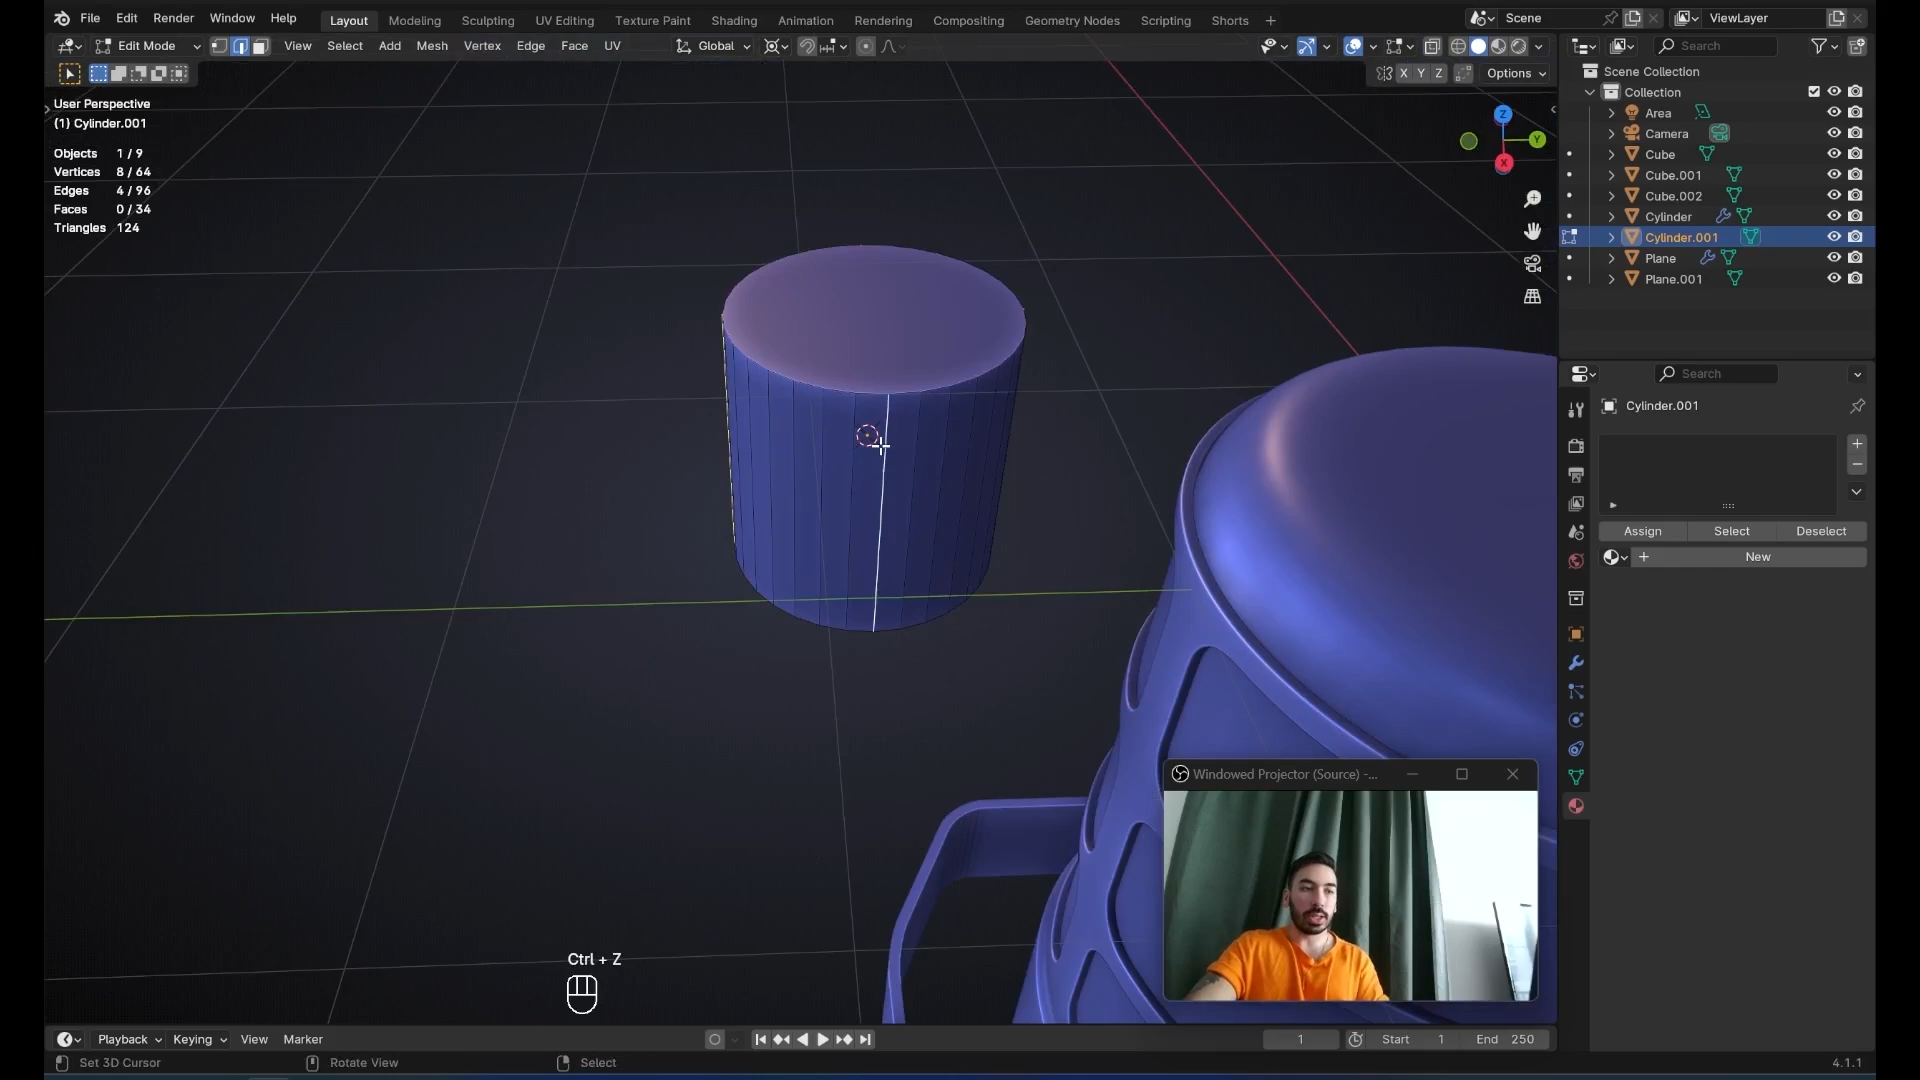 File Edit Render Window Help Layout Modeling Sculpting UV Editing Texture Paint Shading Animation Rendering Compositing Geometry Nodes Scripting Shorts + Scene ViewLayer
Edit Mode View Select Add Mesh Vertex Edge Face UV Global Search
X Y Z Options
User Perspective
(1) Cylinder.001
Objects 1 / 9
Vertices 8 / 64
Edges 4 / 96
Faces 0 / 34
Triangles 124
Z
Y
X
Scene Collection
Collection
Area
Camera
Cube
Cube.001
Cube.002
Cylinder
Cylinder.001
Plane
Plane.001
Search
Cylinder.001
Assign Select Deselect
New
Windowed Projector (Source) -...
Ctrl + Z
Playback Keying View Marker 1 Start 1 End 250
Set 3D Cursor Rotate View Select 4.1.1